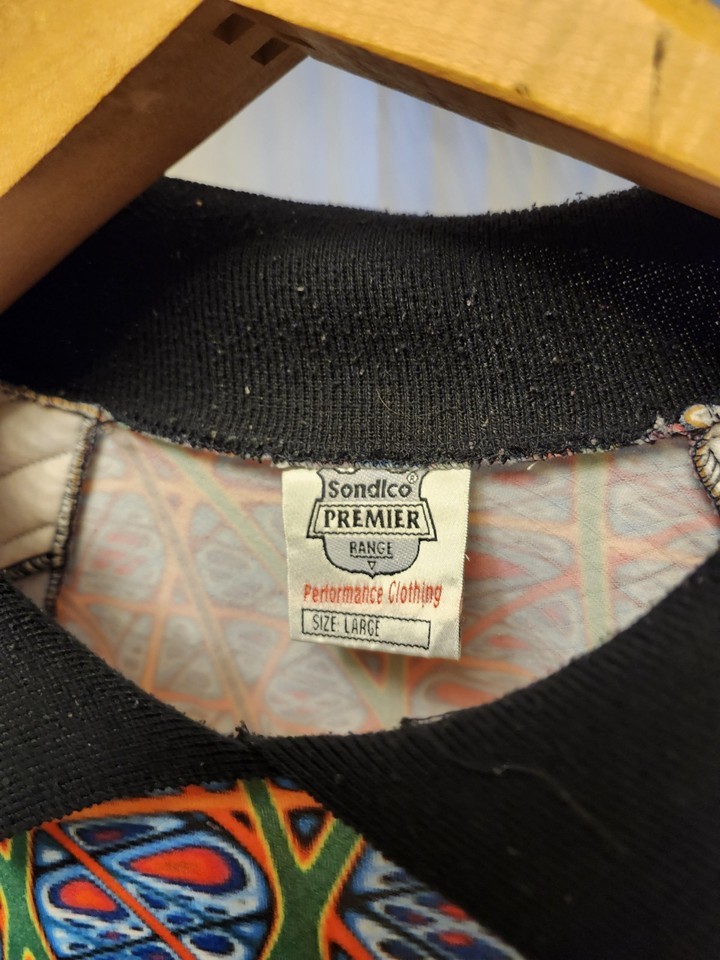 Sondico®
PREMIER
RANGE
Performance Clothing
SIZE: LARGE